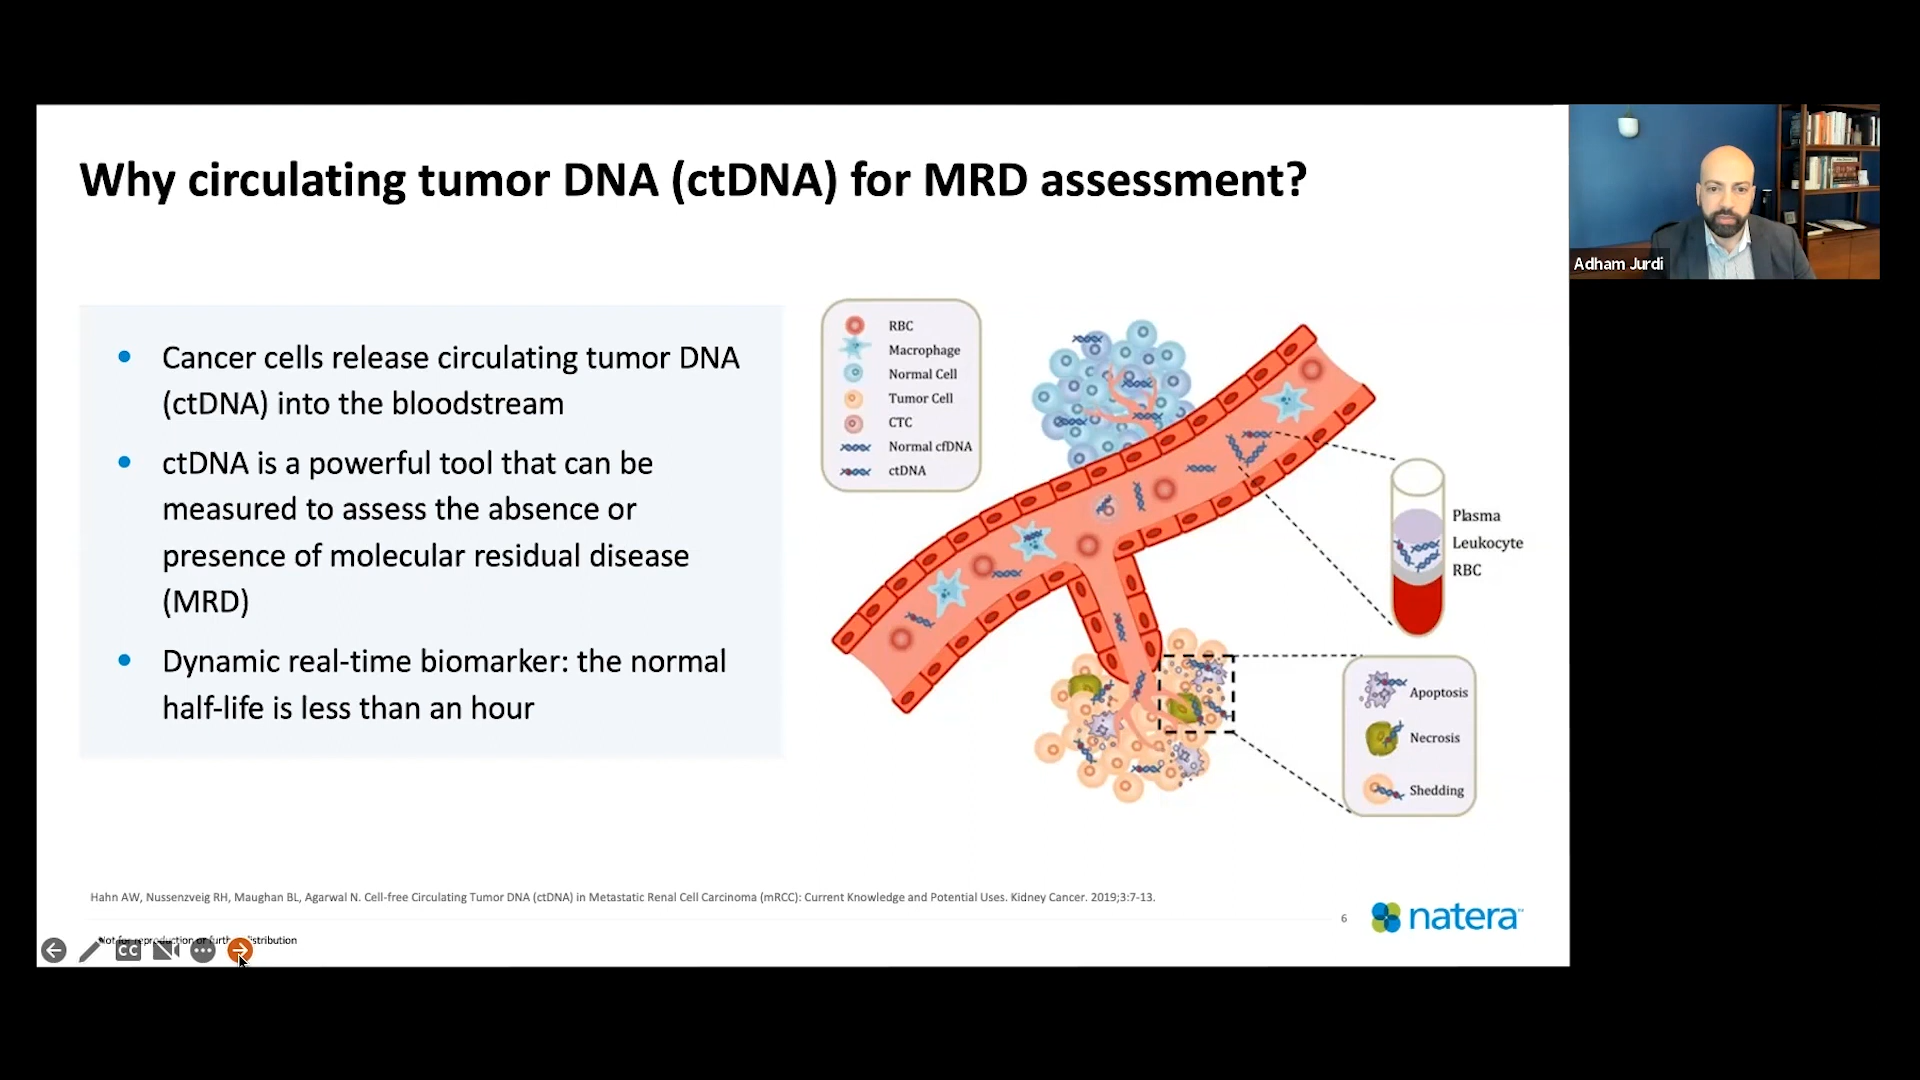 Why circulating tumor DNA (ctDNA) for MRD assessment?
Cancer cells release circulating tumor DNA
(ctDNA) into the bloodstream
ctDNA is a powerful tool that can be
measured to assess the absence or
presence of molecular residual disease
(MRD)
Dynamic real-time biomarker: the normal
half-life is less than an hour
RBC
Macrophage
Normal Cell
Tumor Cell
CTC
Normal cfDNA
ctDNA
Plasma
Leukocyte
RBC
Apoptosis
Necrosis
Shedding
Adham Jurdi
Hahn AW, Nussenzveig RH, Maughan BL, Agarwal N. Cell-free Circulating Tumor DNA (ctDNA) in Metastatic Renal Cell Carcinoma (mRCC): Current Knowledge and Potential Uses. Kidney Cancer. 2019;3:7-13.
6
natera
Not for reproduction or further distribution
CC